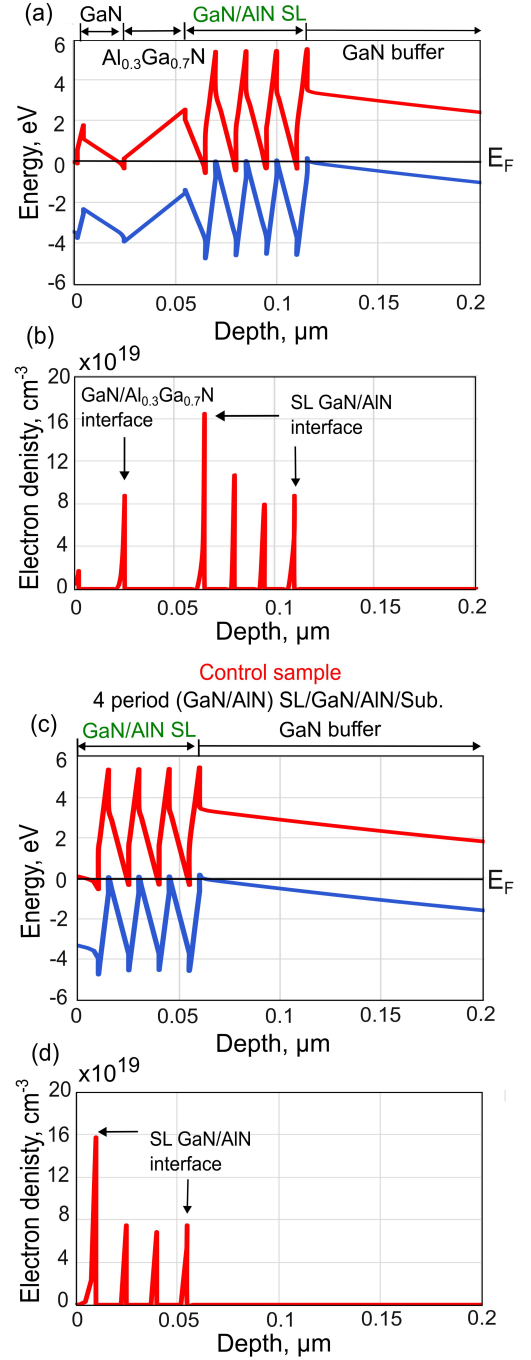 (a)
GaN
GaN/AlN SL
Al0.3Ga0.7N
GaN buffer
6
4
2
0
-2
-4
-6
Energy, eV
EF
0
0.05
0.1
0.15
0.2
Depth, µm
(b)
x10^19
GaN/Al0.3Ga0.7N
interface
SL GaN/AlN
interface
20
16
12
8
4
0
Electron denisty, cm-3
0
0.05
0.1
0.15
0.2
Depth, µm
Control sample
4 period (GaN/AlN) SL/GaN/AlN/Sub.
(c)
GaN/AlN SL
GaN buffer
6
4
2
0
-2
-4
-6
Energy, eV
EF
0
0.05
0.1
0.15
0.2
Depth, µm
(d)
x10^19
SL GaN/AlN
interface
20
16
12
8
4
0
Electron denisty, cm-3
0
0.05
0.1
0.15
0.2
Depth, µm